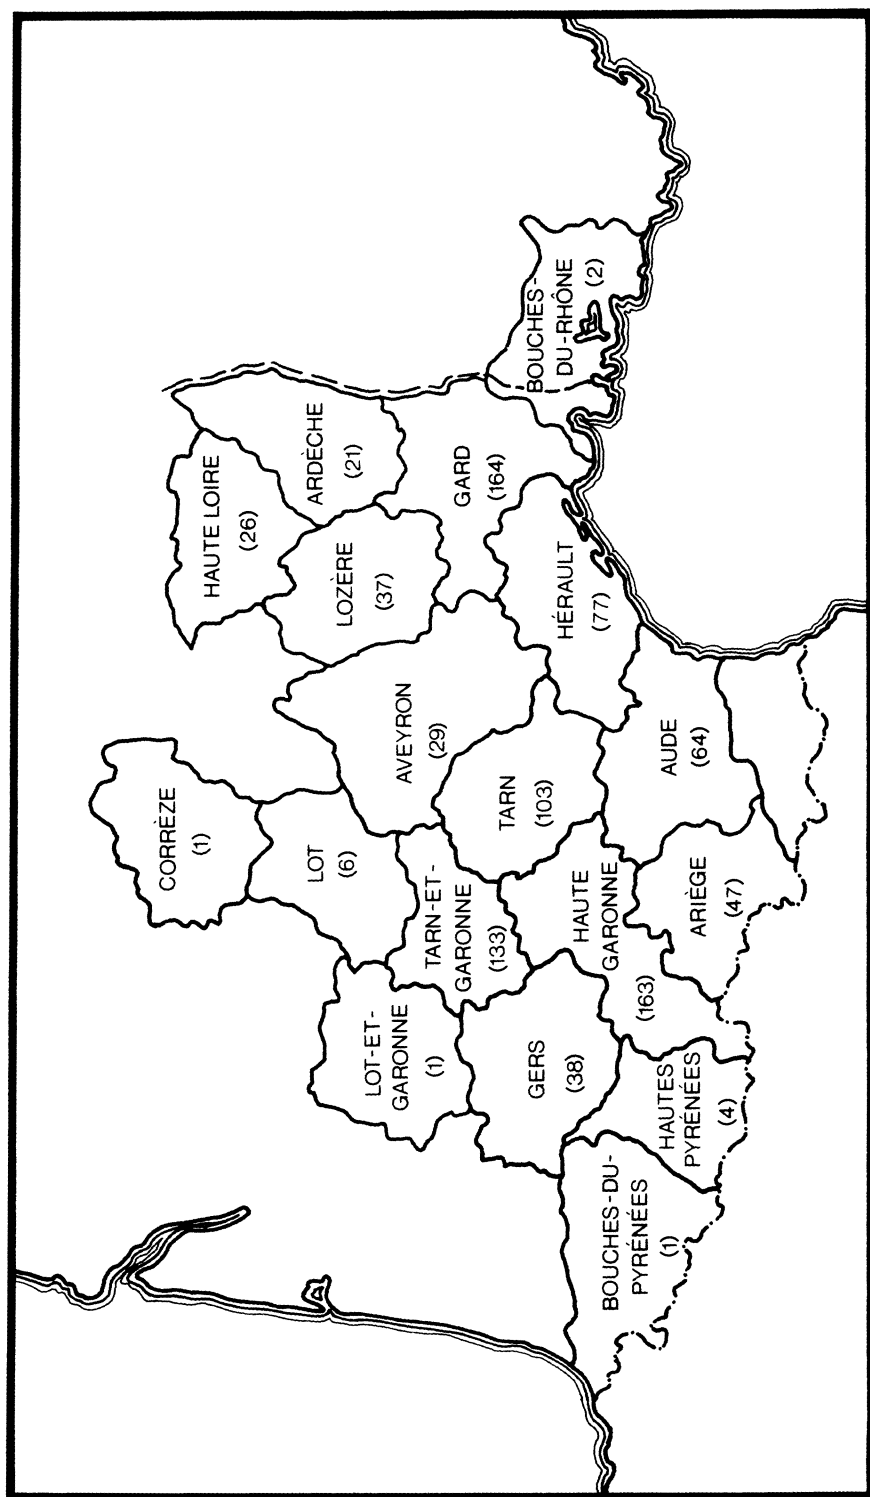 CORRÈZE
(1)
HAUTE LOIRE
(26)
ARDÈCHE
(21)
LOT
(6)
LOZÈRE
(37)
LOT-ET-
GARONNE
(1)
AVEYRON
(29)
GARD
(164)
TARN-ET-
GARONNE
(133)
TARN
(103)
BOUCHES-
DU-RHÔNE
(2)
GERS
(38)
HÉRAULT
(77)
HAUTE
GARONNE
(163)
AUDE
(64)
BOUCHES-DU-
PYRÉNÉES
(1)
HAUTES
PYRÉNÉES
(4)
ARIÈGE
(47)